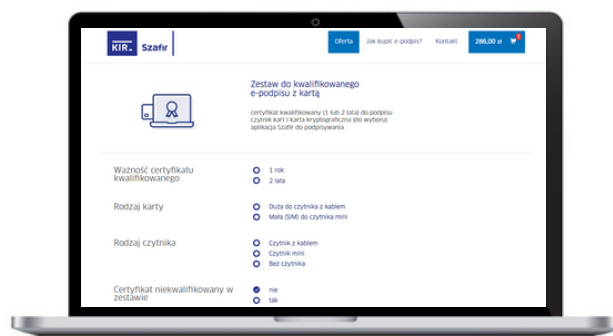 KIR. Szafir
Oferta Jak kupić e-podpis? Kontakt 286,00 zł
Zestaw do kwalifikowanego
e-podpisu z kartą
certyfikat kwalifikowany (1 lub 2 lata) do podpisu
czytnik kart i karta kryptograficzna (do wyboru)
aplikacja Szafir do podpisywania
Ważność certyfikatu
kwalifikowanego
1 rok
2 lata
Rodzaj karty
Duża do czytnika z kablem
Mała (SIM) do czytnika mini
Rodzaj czytnika
Czytnik z kablem
Czytnik mini
Bez czytnika
Certyfikat niekwalifikowany w
zestawie
nie
tak